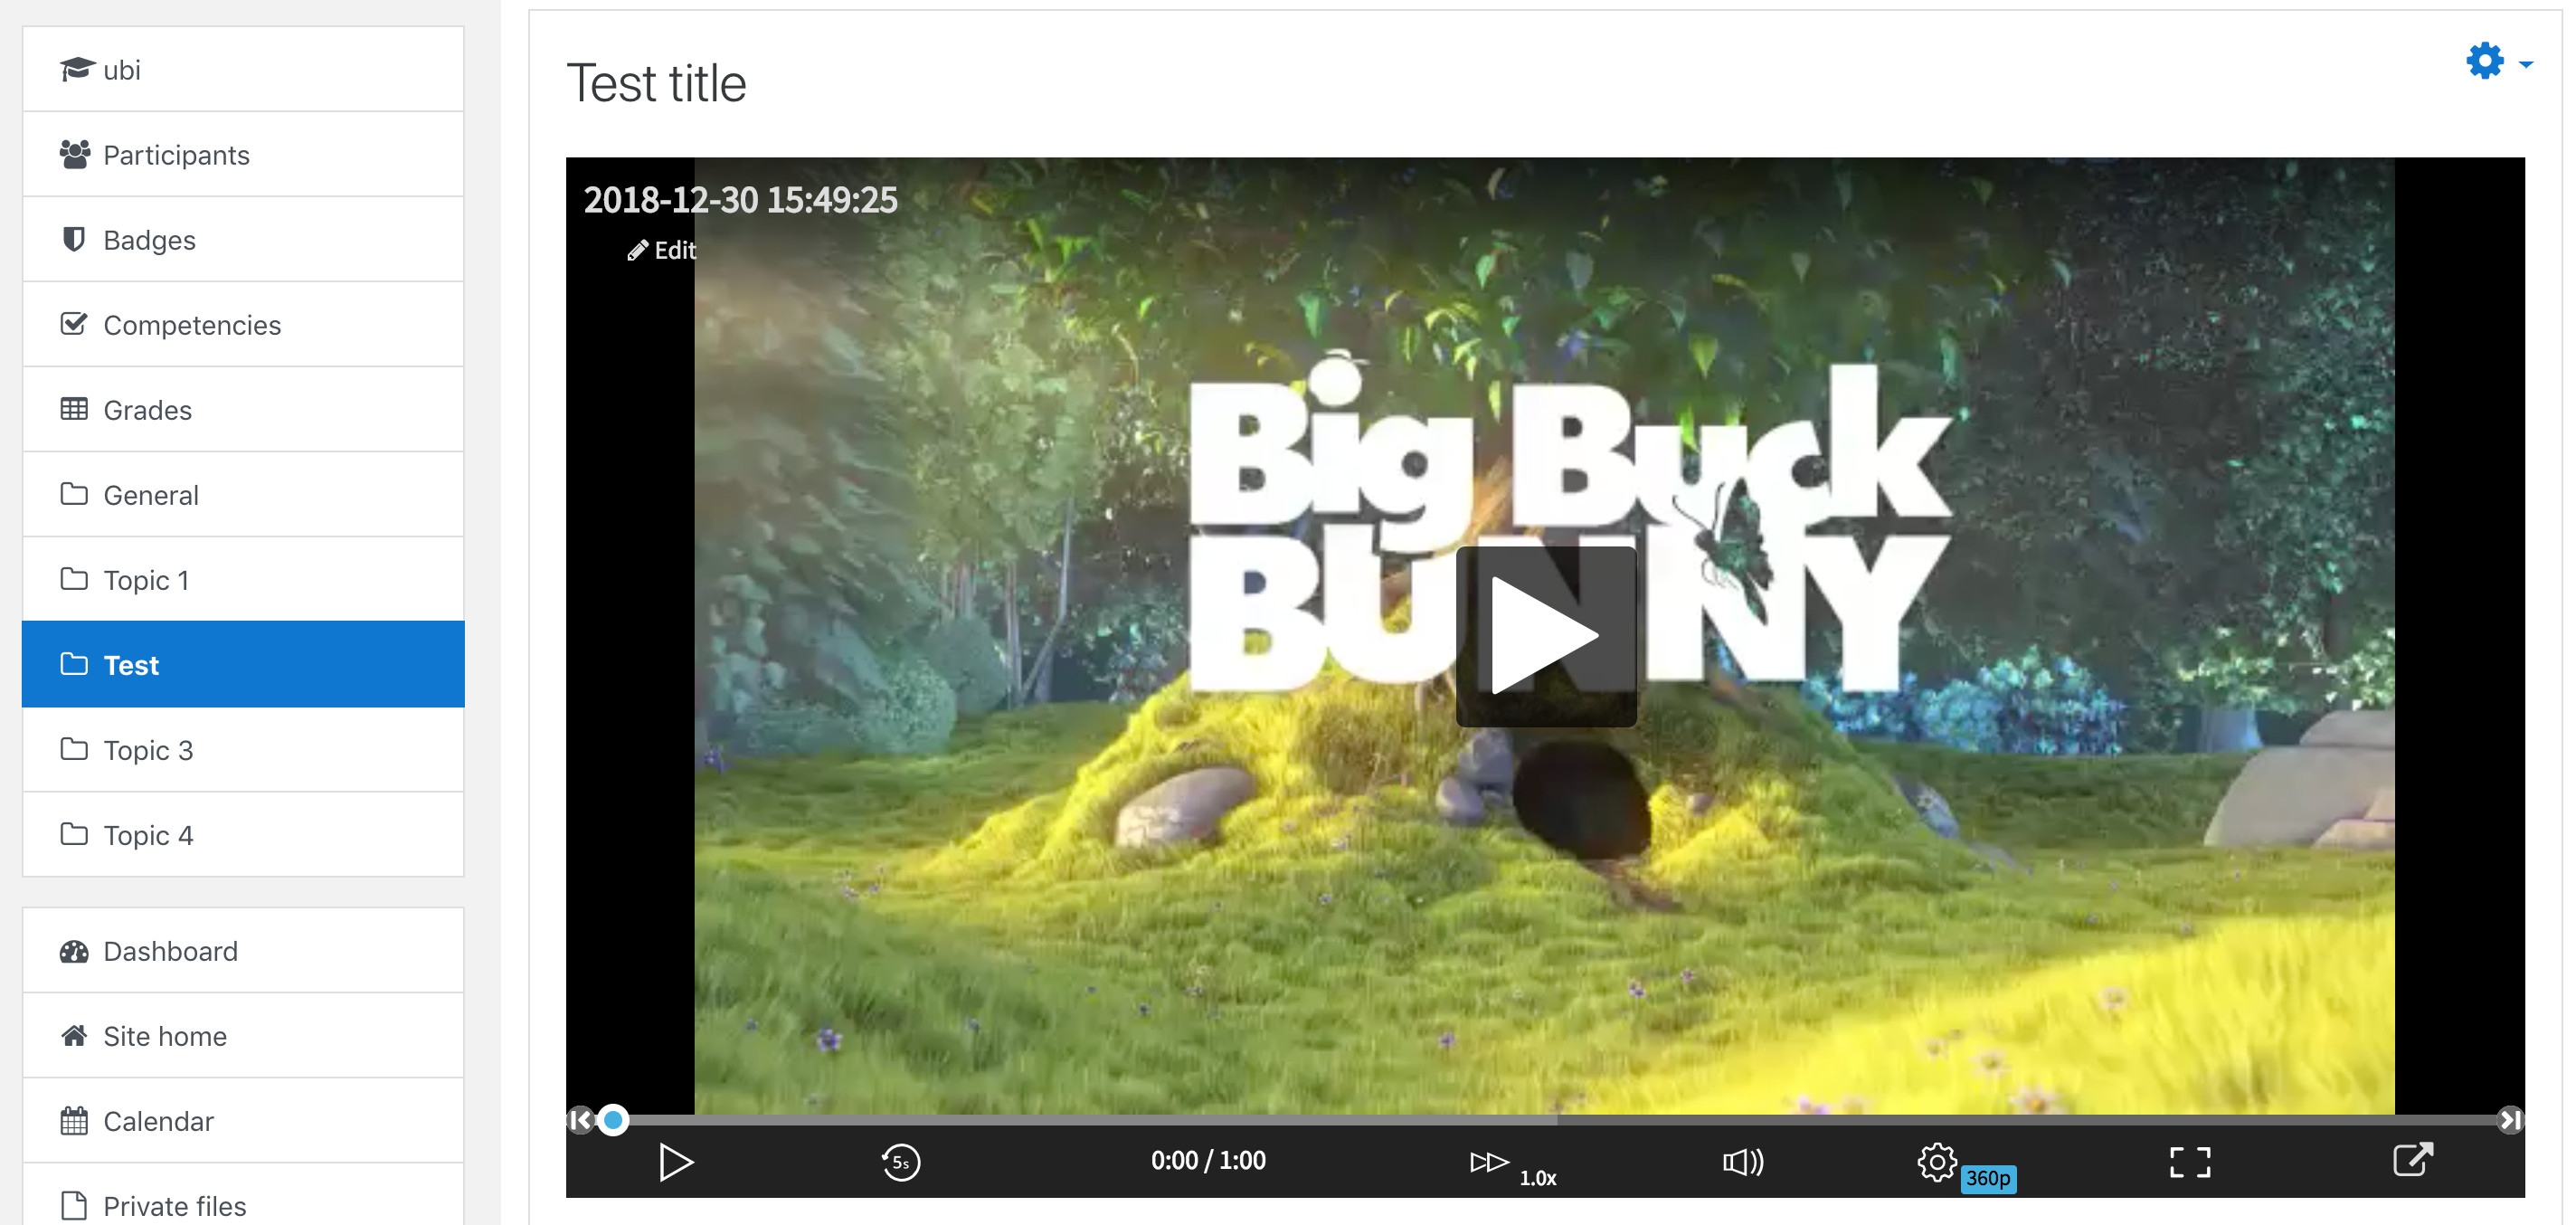 ubi
Participants
Badges
Competencies
Grades
General
Topic 1
Test
Topic 3
Topic 4
Dashboard
Site home
Calendar
Private files
Test title
2018-12-30 15:49:25
Edit
Big Buck
BUNNY
5s
0:00 / 1:00
1.0x
360p